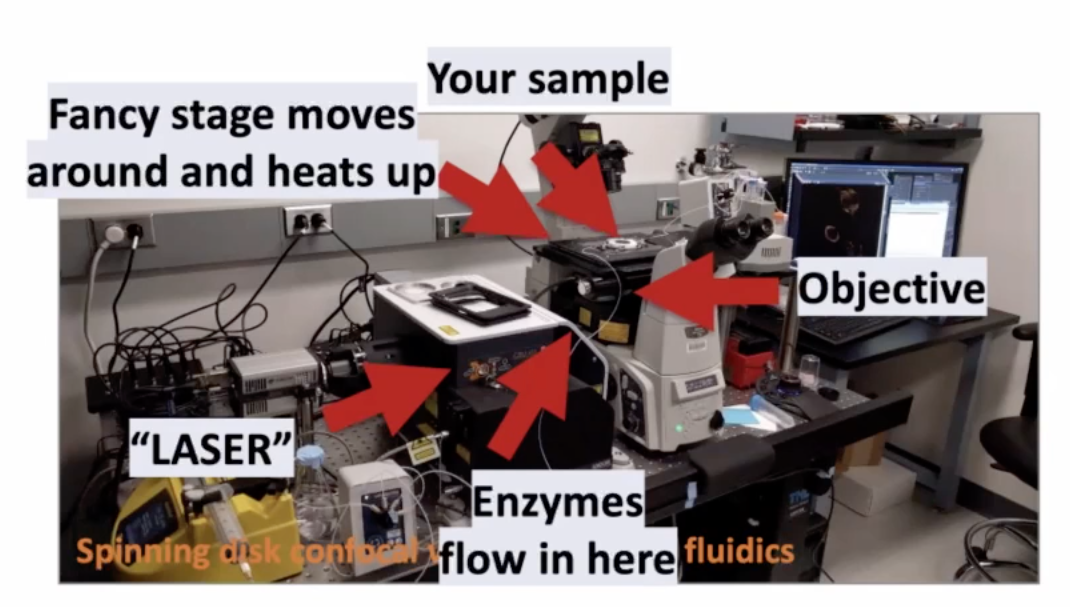 Your sample
Fancy stage moves
around and heats up
Objective
“LASER”
Enzymes
flow in here
Spinning disk confocal fluidics